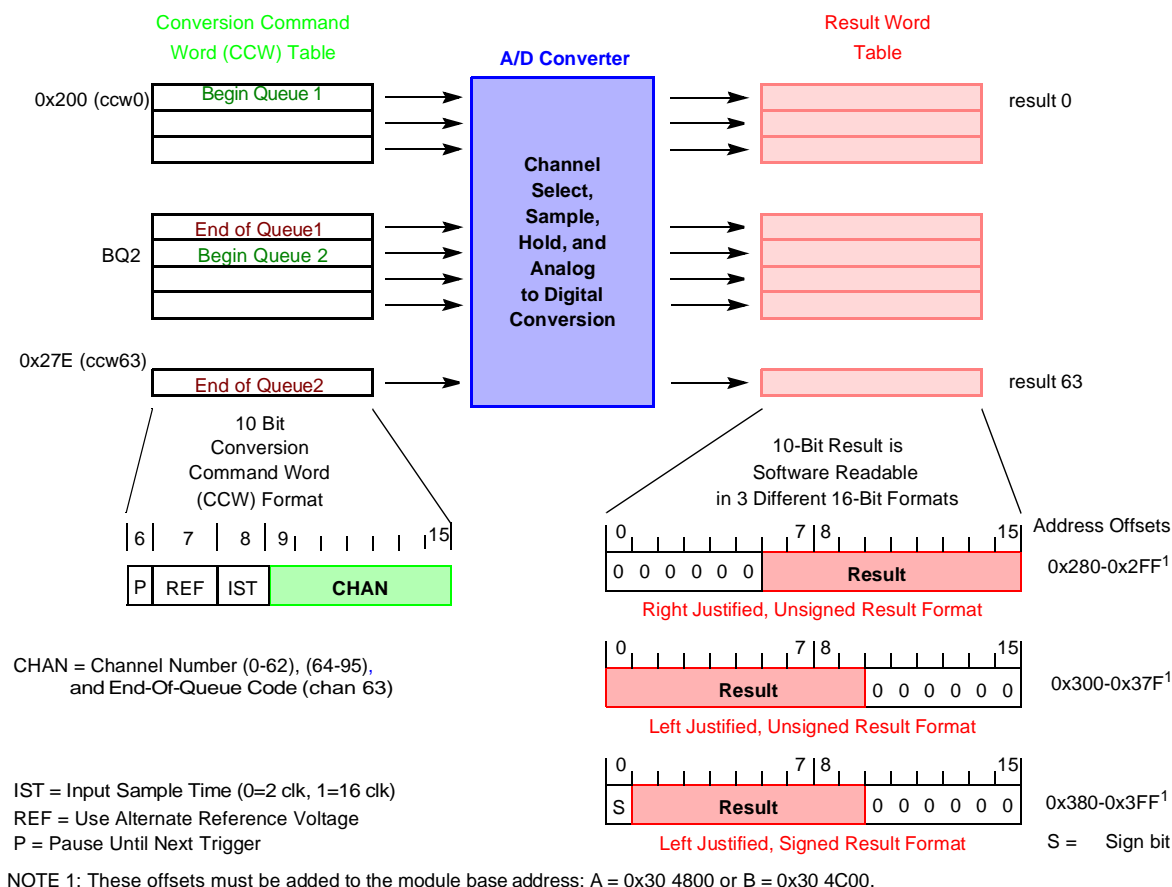 Conversion Command
Word (CCW) Table
Result Word
Table
A/D Converter
0x200 (ccw0)
Begin Queue 1
result 0
Channel
Select,
Sample,
Hold, and
Analog
to Digital
Conversion
End of Queue1
BQ2
Begin Queue 2
0x27E (ccw63)
End of Queue2
result 63
10 Bit
Conversion
Command Word
(CCW) Format
10-Bit Result is
Software Readable
in 3 Different 16-Bit Formats
6 7 8 9 15
P REF IST CHAN
0 7 8 15
Address Offsets
0 0 0 0 0 0 Result
0x280-0x2FF1
Right Justified, Unsigned Result Format
CHAN = Channel Number (0-62), (64-95),
and End-Of-Queue Code (chan 63)
0 7 8 15
Result 0 0 0 0 0 0
0x300-0x37F1
Left Justified, Unsigned Result Format
0 7 8 15
S Result 0 0 0 0 0 0
0x380-0x3FF1
Left Justified, Signed Result Format
S = Sign bit
IST = Input Sample Time (0=2 clk, 1=16 clk)
REF = Use Alternate Reference Voltage
P = Pause Until Next Trigger
NOTE 1: These offsets must be added to the module base address: A = 0x30 4800 or B = 0x30 4C00.